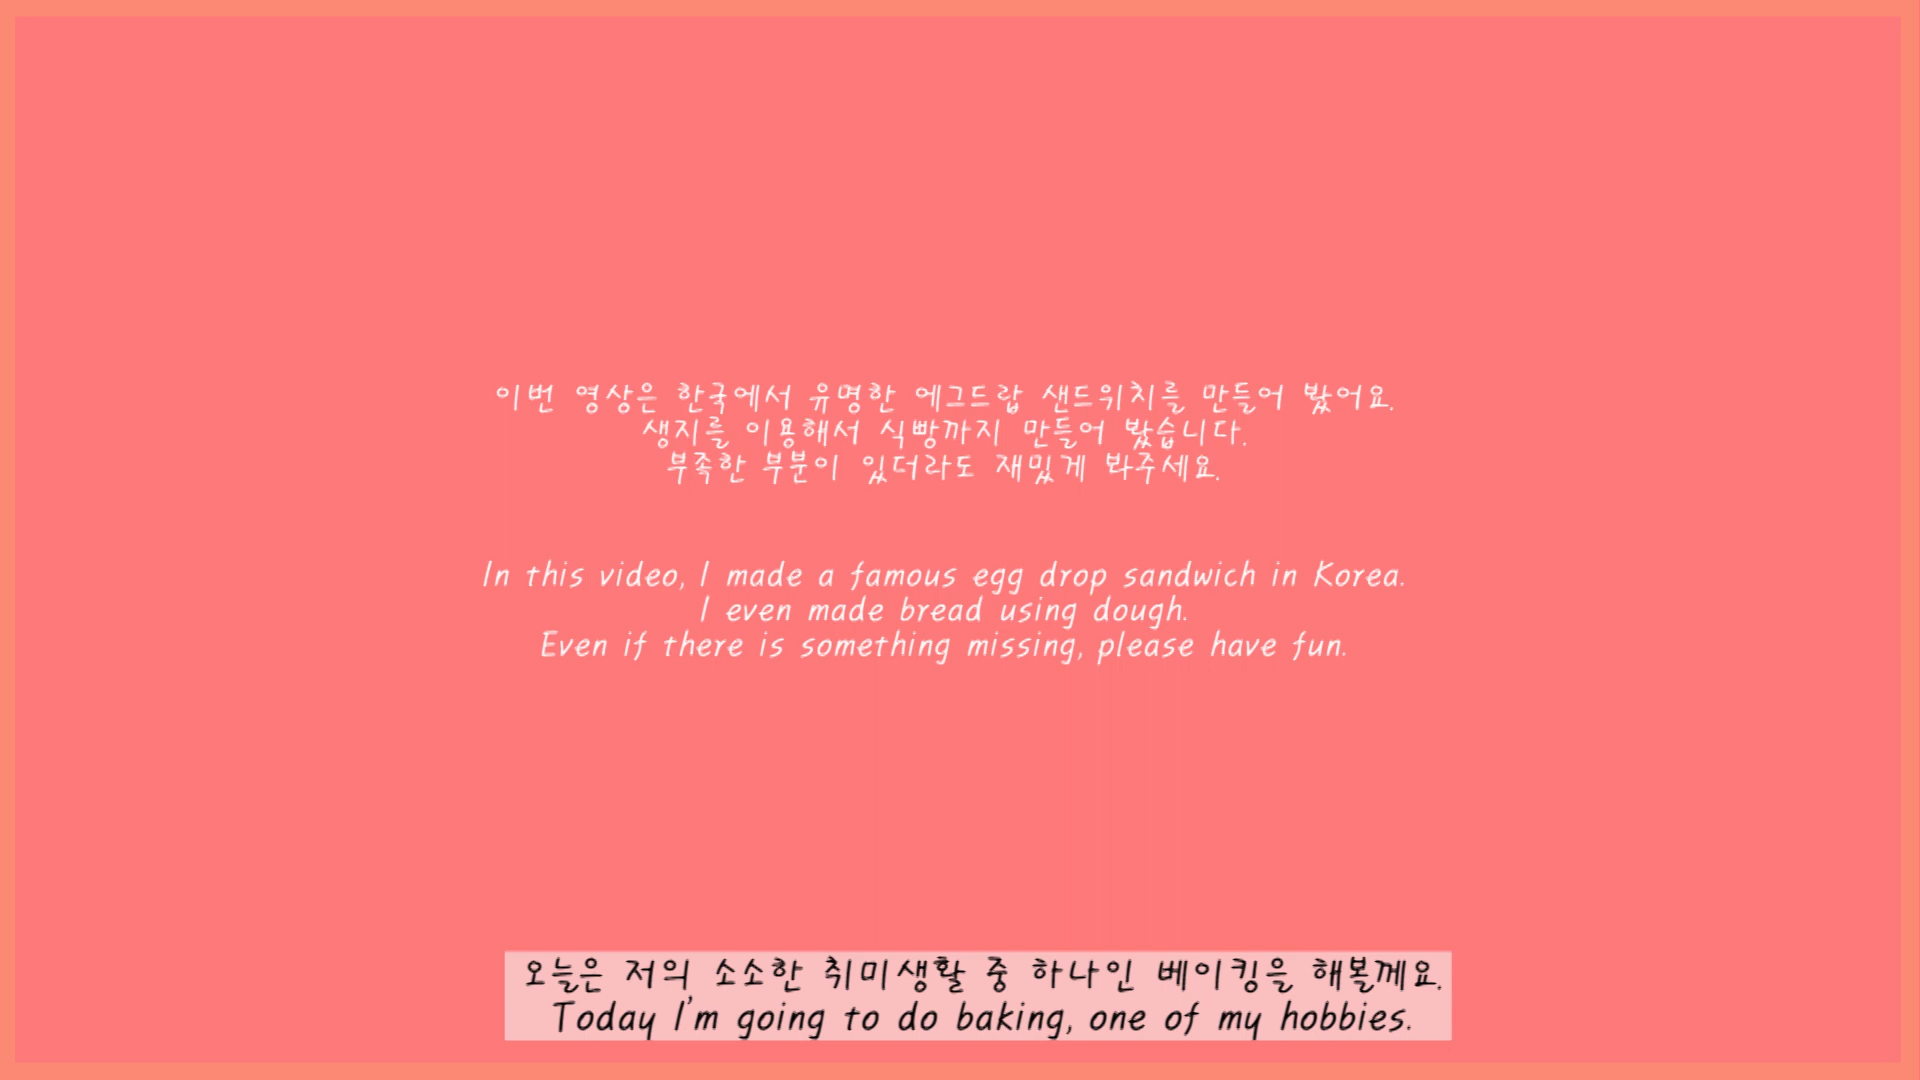 이번 영상은 한국에서 유명한 에그드랍 샌드위치를 만들어 봤어요.
생지를 이용해서 식빵까지 만들어 봤습니다.
부족한 부분이 있더라도 재밌게 봐주세요.
In this video, I made a famous egg drop sandwich in Korea.
I even made bread using dough.
Even if there is something missing, please have fun.
오늘은 저의 소소한 취미생활 중 하나인 베이킹을 해볼께요.
Today I'm going to do baking, one of my hobbies.